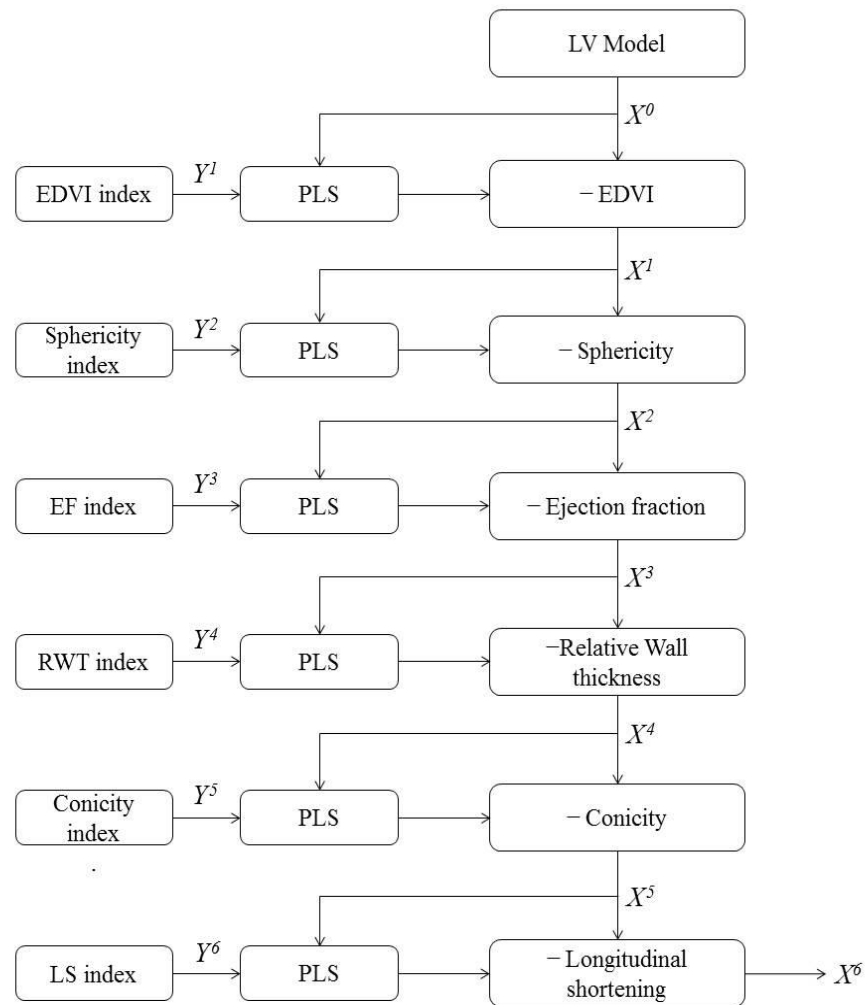 LV Model
X⁰
EDVI index
Y¹
PLS
– EDVI
X¹
Sphericity
index
Y²
PLS
– Sphericity
X²
EF index
Y³
PLS
– Ejection fraction
X³
RWT index
Y⁴
PLS
–Relative Wall
thickness
X⁴
Conicity
index
.
Y⁵
PLS
– Conicity
X⁵
LS index
Y⁶
PLS
– Longitudinal
shortening
X⁶